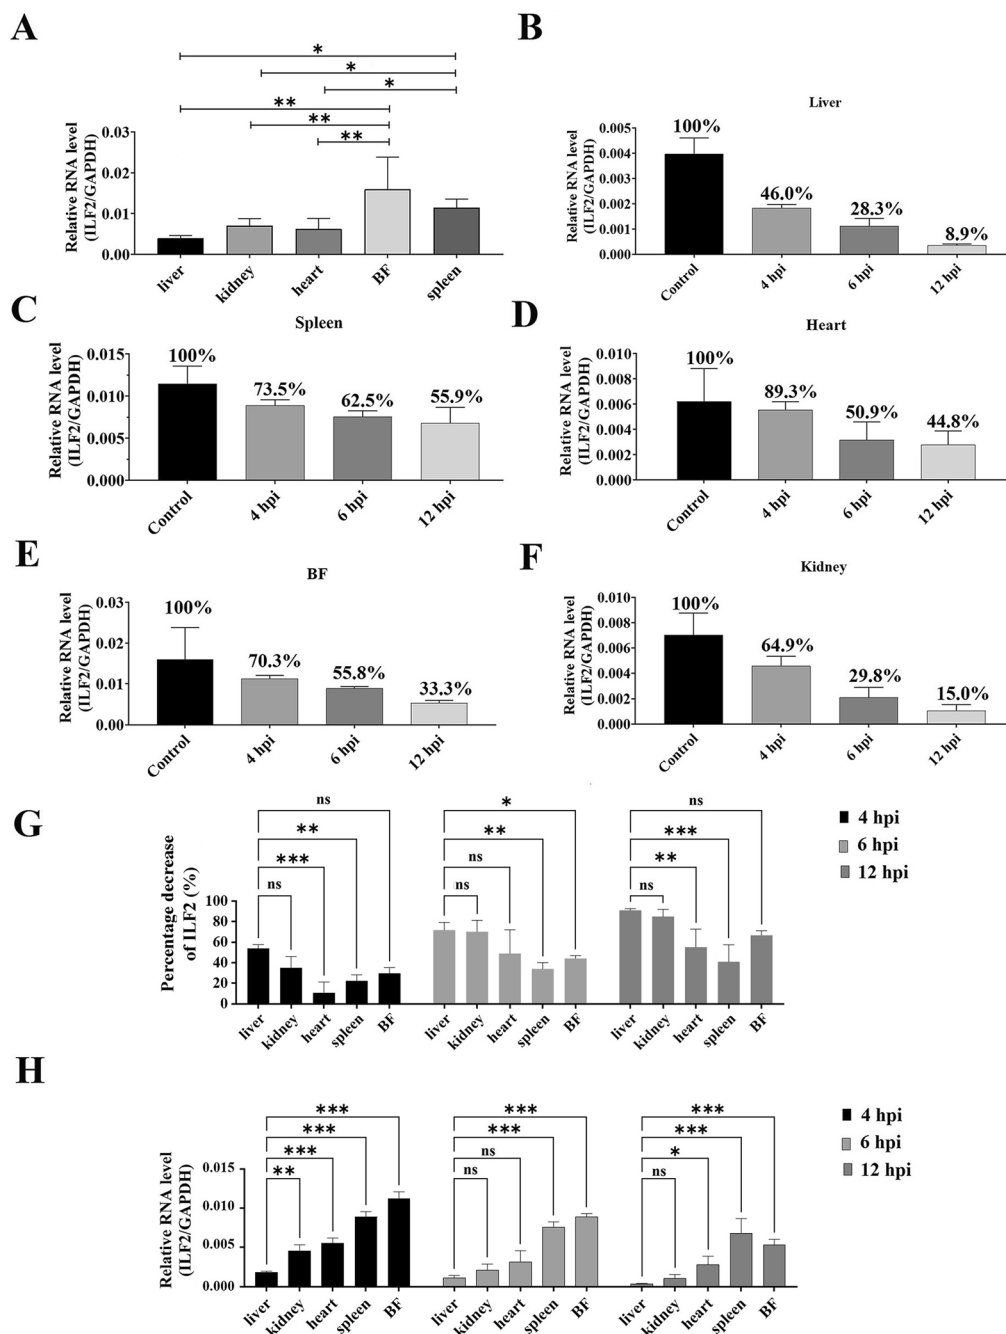 A
*
*
*
**
**
**
Relative RNA level
(ILF2/GAPDH)
0.03
0.02
0.01
0.00
liver
kidney
heart
BF
spleen
B
Liver
Relative RNA level
(ILF2/GAPDH)
0.005
0.004
0.003
0.002
0.001
0.000
100%
46.0%
28.3%
8.9%
Control
4 hpi
6 hpi
12 hpi
C
Spleen
Relative RNA level
(ILF2/GAPDH)
0.015
0.010
0.005
0.000
100%
73.5%
62.5%
55.9%
Control
4 hpi
6 hpi
12 hpi
D
Heart
Relative RNA level
(ILF2/GAPDH)
0.010
0.008
0.006
0.004
0.002
0.000
100%
89.3%
50.9%
44.8%
Control
4 hpi
6 hpi
12 hpi
E
BF
Relative RNA level
(ILF2/GAPDH)
0.03
0.02
0.01
0.00
100%
70.3%
55.8%
33.3%
Control
4 hpi
6 hpi
12 hpi
F
Kidney
Relative RNA level
(ILF2/GAPDH)
0.010
0.008
0.006
0.004
0.002
0.000
100%
64.9%
29.8%
15.0%
Control
4 hpi
6 hpi
12 hpi
G
Percentage decrease
of ILF2 (%)
100
80
60
40
20
0
ns
**
***
ns
liver
kidney
heart
spleen
BF
*
**
ns
ns
liver
kidney
heart
spleen
BF
ns
***
**
ns
liver
kidney
heart
spleen
BF
4 hpi
6 hpi
12 hpi
H
Relative RNA level
(ILF2/GAPDH)
0.015
0.010
0.005
0.000
***
***
***
**
liver
kidney
heart
spleen
BF
***
***
ns
ns
liver
kidney
heart
spleen
BF
***
***
*
ns
liver
kidney
heart
spleen
BF
4 hpi
6 hpi
12 hpi